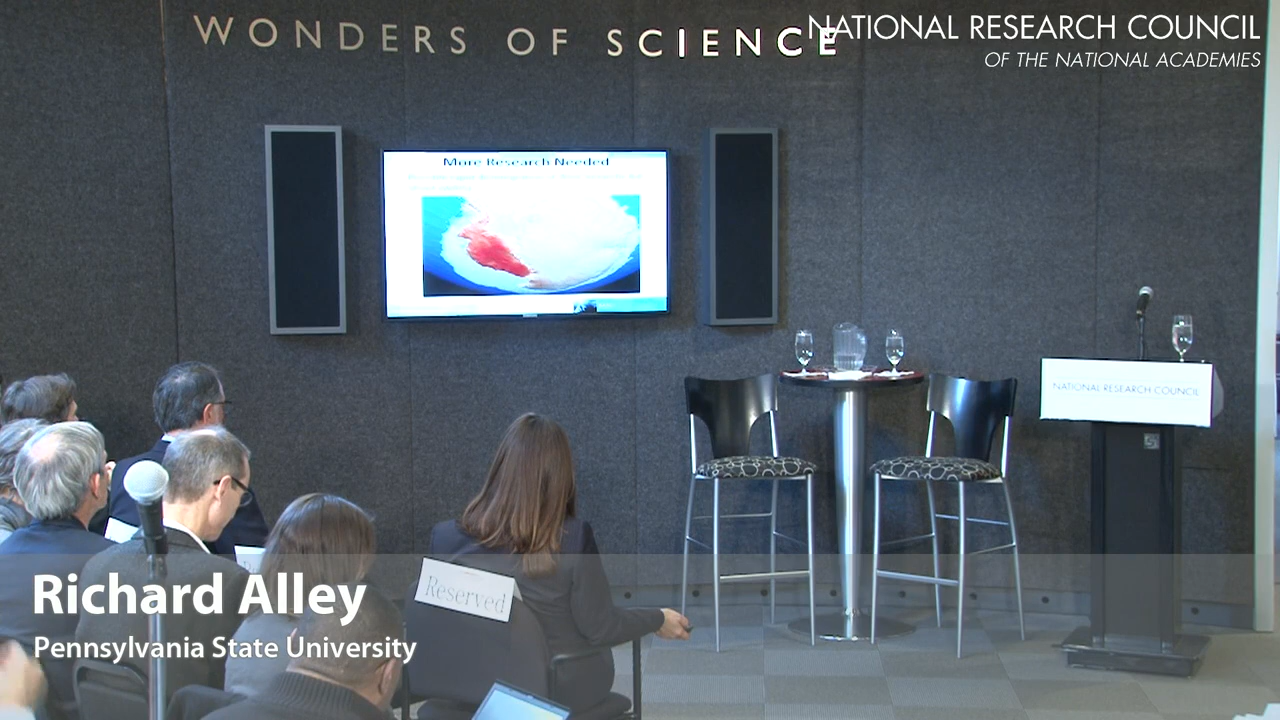 WONDERS OF SCIENCE
NATIONAL RESEARCH COUNCIL
OF THE NATIONAL ACADEMIES
More Research Needed
NATIONAL RESEARCH COUNCIL
Reserved
Richard Alley
Pennsylvania State University